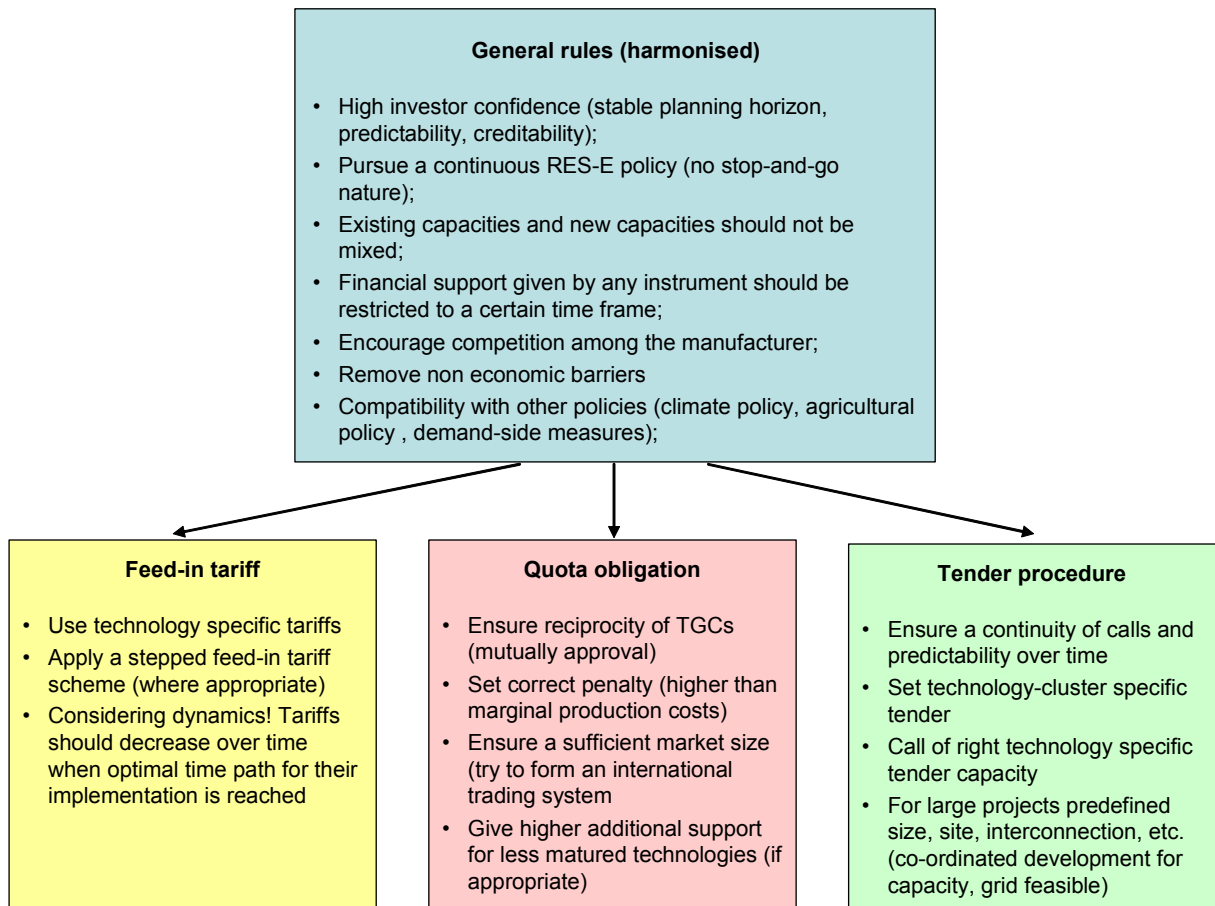 General rules (harmonised)
• High investor confidence (stable planning horizon,
predictability, creditability);
• Pursue a continuous RES-E policy (no stop-and-go
nature);
• Existing capacities and new capacities should not be
mixed;
• Financial support given by any instrument should be
restricted to a certain time frame;
• Encourage competition among the manufacturer;
• Remove non economic barriers
• Compatibility with other policies (climate policy, agricultural
policy , demand-side measures);
Feed-in tariff
• Use technology specific tariffs
• Apply a stepped feed-in tariff
scheme (where appropriate)
• Considering dynamics! Tariffs
should decrease over time
when optimal time path for their
implementation is reached
Quota obligation
• Ensure reciprocity of TGCs
(mutually approval)
• Set correct penalty (higher than
marginal production costs)
• Ensure a sufficient market size
(try to form an international
trading system
• Give higher additional support
for less matured technologies (if
appropriate)
Tender procedure
• Ensure a continuity of calls and
predictability over time
• Set technology-cluster specific
tender
• Call of right technology specific
tender capacity
• For large projects predefined
size, site, interconnection, etc.
(co-ordinated development for
capacity, grid feasible)